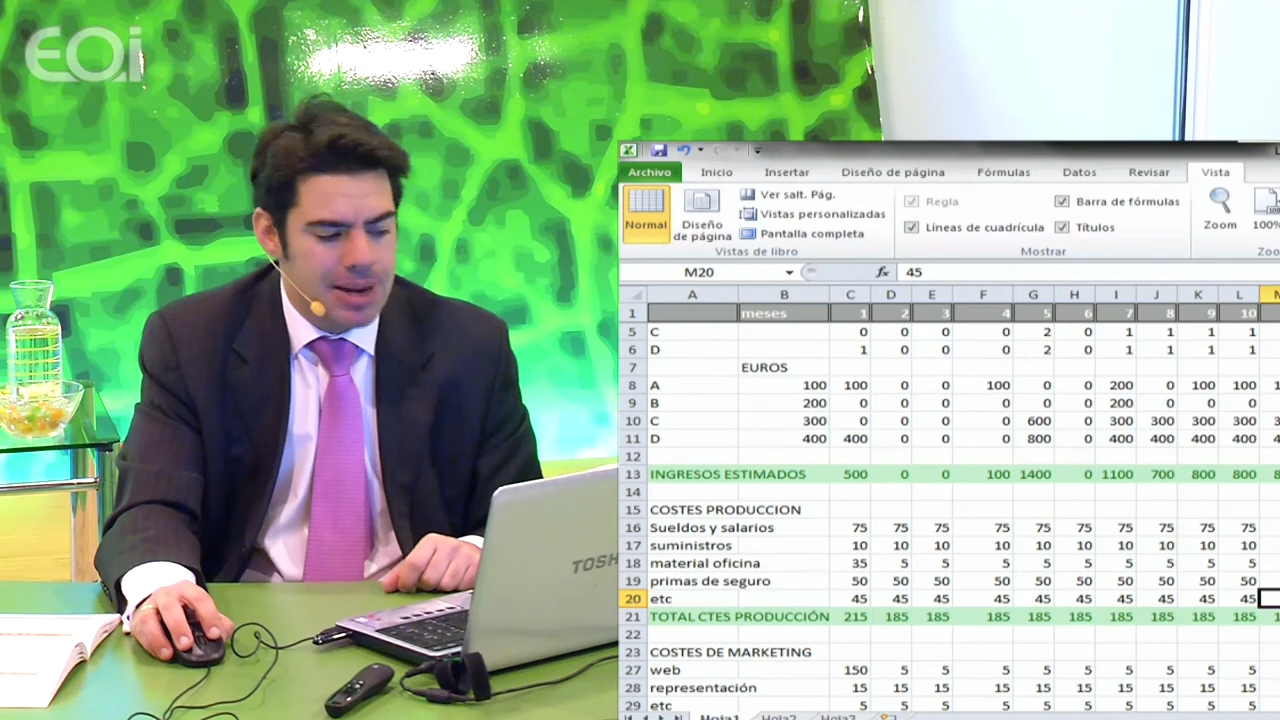 EOi
Archivo Inicio Insertar Diseño de página Fórmulas Datos Revisar Vista
Normal
Diseño de página
Ver salt. Pág.
Vistas personalizadas
Pantalla completa
Vistas de libro
Regla
Barra de fórmulas
Líneas de cuadrícula
Títulos
Mostrar
Zoom
100%
M20 fx 45
A B C D E F G H I J K L
1 meses 1 2 3 4 5 6 7 8 9 10
5 C 0 0 0 0 2 0 1 1 1 1
6 D 1 0 0 0 2 0 1 1 1 1
7 EUROS
8 A 100 100 0 0 100 0 0 200 0 100 100
9 B 200 0 0 0 0 0 0 200 0 0 0
10 C 300 0 0 0 0 600 0 300 300 300 300
11 D 400 400 0 0 0 800 0 400 400 400 400
12
13 INGRESOS ESTIMADOS 500 0 0 100 1400 0 1100 700 800 800
14
15 COSTES PRODUCCION
16 Sueldos y salarios 75 75 75 75 75 75 75 75 75 75
17 suministros 10 10 10 10 10 10 10 10 10 10
18 material oficina 35 5 5 5 5 5 5 5 5 5
19 primas de seguro 50 50 50 50 50 50 50 50 50 50
20 etc 45 45 45 45 45 45 45 45 45 45
21 TOTAL CTES PRODUCCIÓN 215 185 185 185 185 185 185 185 185 185
22
23 COSTES DE MARKETING
27 web 150 5 5 5 5 5 5 5 5 5
28 representación 15 15 15 15 15 15 15 15 15 15
29 etc 5 5 5 5 5 5 5 5 5 5
Hoja1 Hoja2 Hoja3